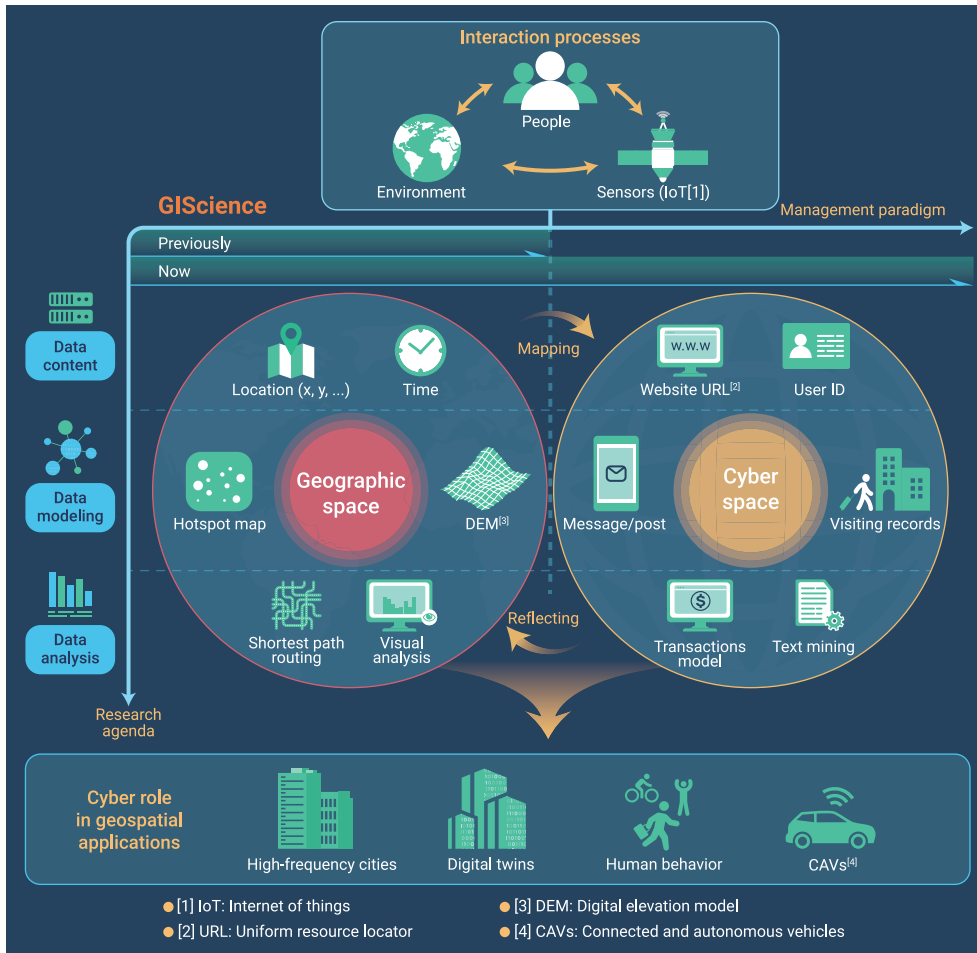 Interaction processes
People
Environment
Sensors (IoT[1])
GIScience
Management paradigm
Previously
Now
Data
content
Location (x, y, ...)
Time
Mapping
W.W.W
Website URL[2]
User ID
Data
modeling
Hotspot map
Geographic
space
DEM[3]
Message/post
Cyber
space
Visiting records
Data
analysis
Shortest path
routing
Visual
analysis
Reflecting
$
Transactions
model
Text mining
Research
agenda
Cyber role
in geospatial
applications
High-frequency cities
Digital twins
Human behavior
CAVs[4]
[1] IoT: Internet of things
[3] DEM: Digital elevation model
[2] URL: Uniform resource locator
[4] CAVs: Connected and autonomous vehicles